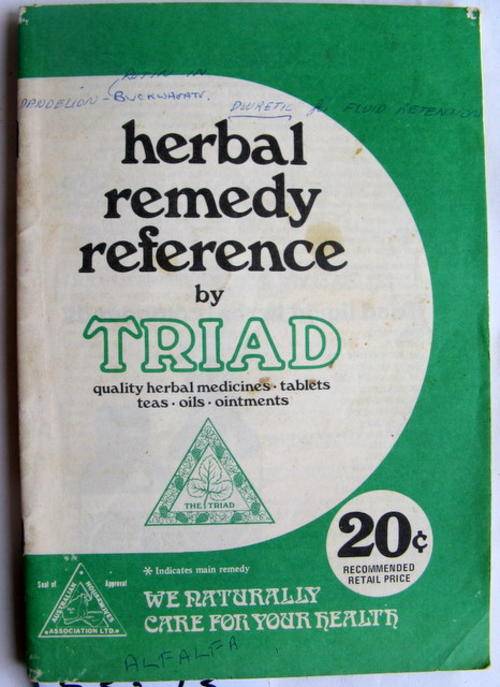 RUTIN IN
DANDELION - BUCKWHEAT.
DIURETIC FLUID RETENTION
herbal
remedy
reference
by
TRIAD
quality herbal medicines · tablets
teas · oils · ointments
THE TRIAD
20¢
RECOMMENDED
RETAIL PRICE
* Indicates main remedy
Seal of Approval
AUSTRALIAN HOUSEWIVES
ASSOCIATION LTD.
WE NATURALLY
CARE FOR YOUR HEALTH
ALFALFA